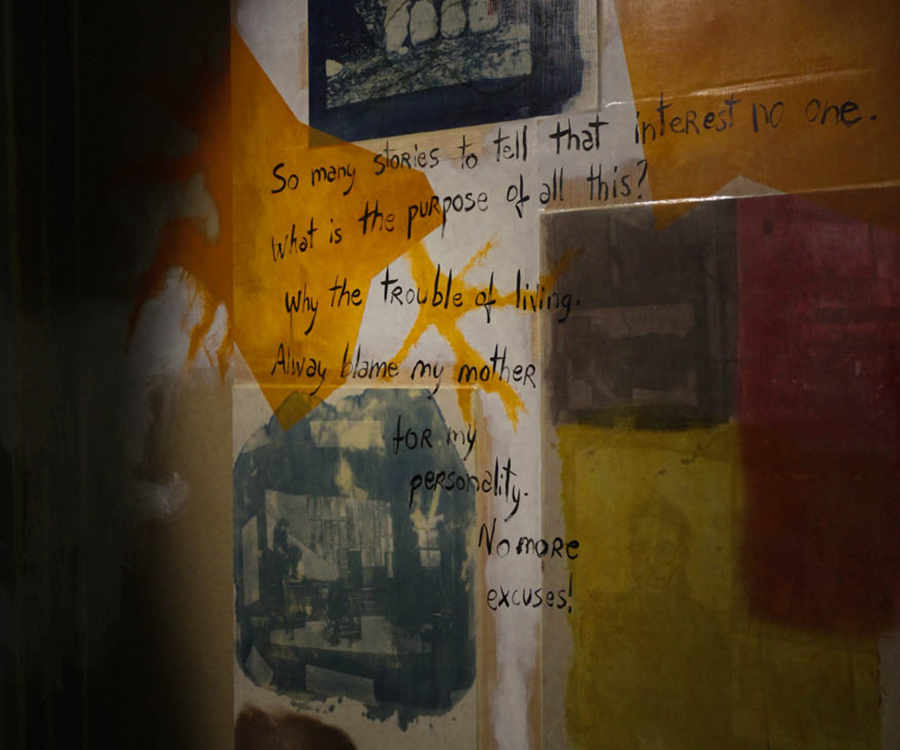 So many stories to tell that interest no one.
What is the purpose of all this?
Why the trouble of living.
Alway blame my mother
for my
personality.
No more
excuses!